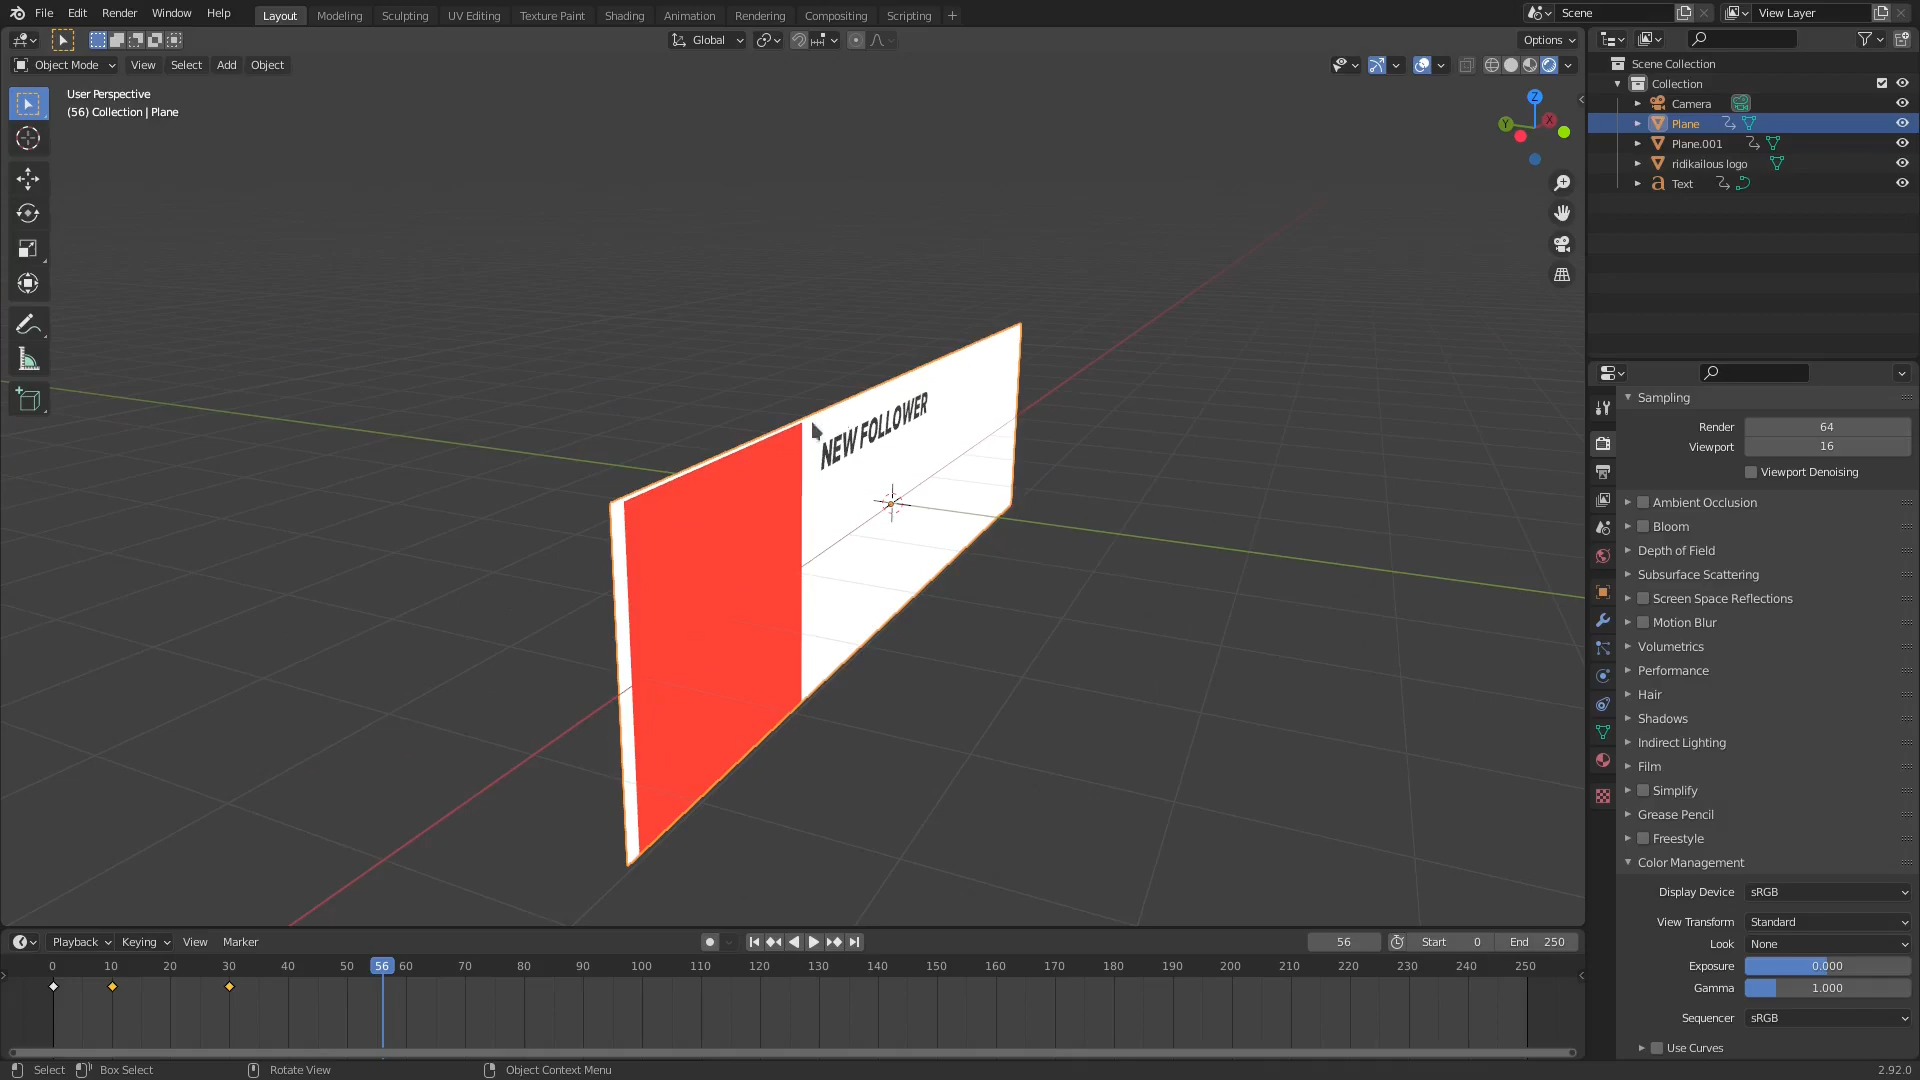 File Edit Render Window Help
Layout Modeling Sculpting UV Editing Texture Paint Shading Animation Rendering Compositing Scripting +
Scene
View Layer
Global
Options
Object Mode View Select Add Object
User Perspective
(56) Collection | Plane
Z
Y
X
NEW FOLLOWER
Scene Collection
Collection
Camera
Plane
Plane.001
ridikailous logo
Text
Sampling
Render 64
Viewport 16
Viewport Denoising
Ambient Occlusion
Bloom
Depth of Field
Subsurface Scattering
Screen Space Reflections
Motion Blur
Volumetrics
Performance
Hair
Shadows
Indirect Lighting
Film
Simplify
Grease Pencil
Freestyle
Color Management
Display Device sRGB
View Transform Standard
Look None
Exposure 0.000
Gamma 1.000
Sequencer sRGB
Use Curves
Playback Keying View Marker
56 Start 0 End 250
0 10 20 30 40 50 56 60 70 80 90 100 110 120 130 140 150 160 170 180 190 200 210 220 230 240 250
Select Box Select Rotate View Object Context Menu
2.92.0